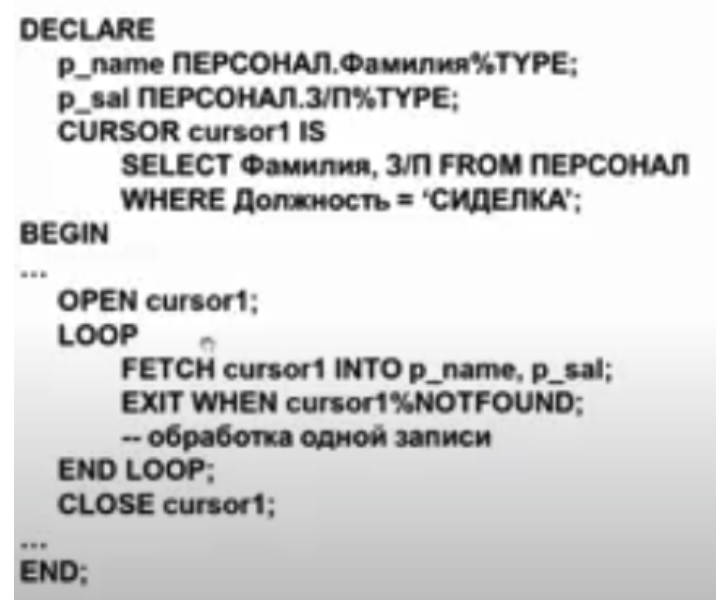 DECLARE
p_name ПЕРСОНАЛ.Фамилия%TYPE;
p_sal ПЕРСОНАЛ.З/П%TYPE;
CURSOR cursor1 IS
SELECT Фамилия, З/П FROM ПЕРСОНАЛ
WHERE Должность = ‘СИДЕЛКА’;
BEGIN
...
OPEN cursor1;
LOOP
FETCH cursor1 INTO p_name, p_sal;
EXIT WHEN cursor1%NOTFOUND;
-- обработка одной записи
END LOOP;
CLOSE cursor1;
...
END;